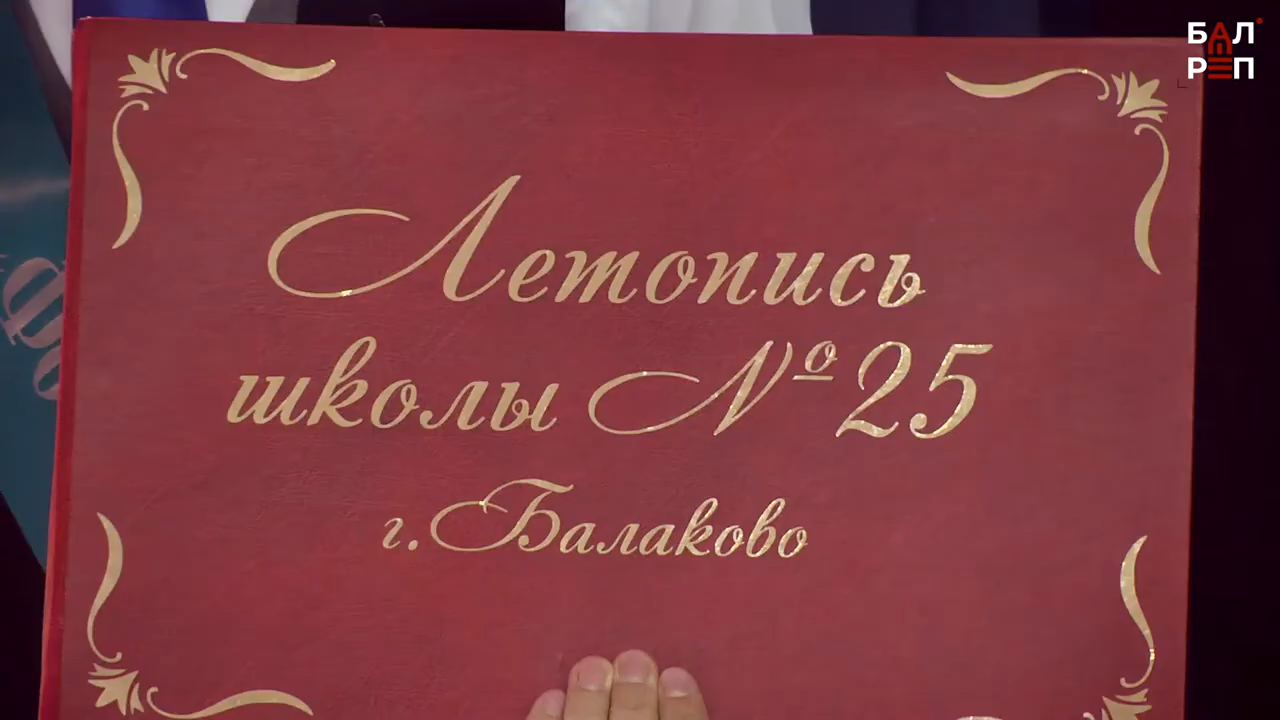 БАЛ
РЕП
Летопись
школы № 25
г. Балаково